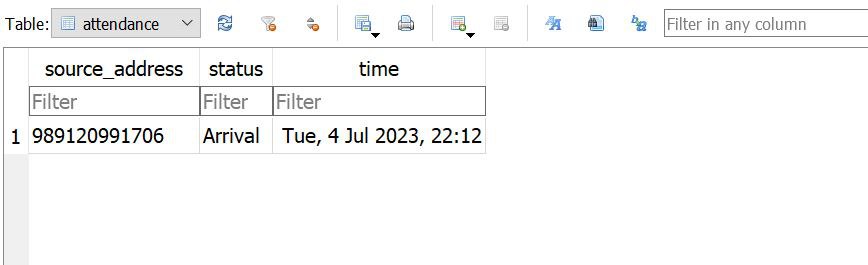 Table: attendance Filter in any column
source_address status time
Filter Filter Filter
1 989120991706 Arrival Tue, 4 Jul 2023, 22:12